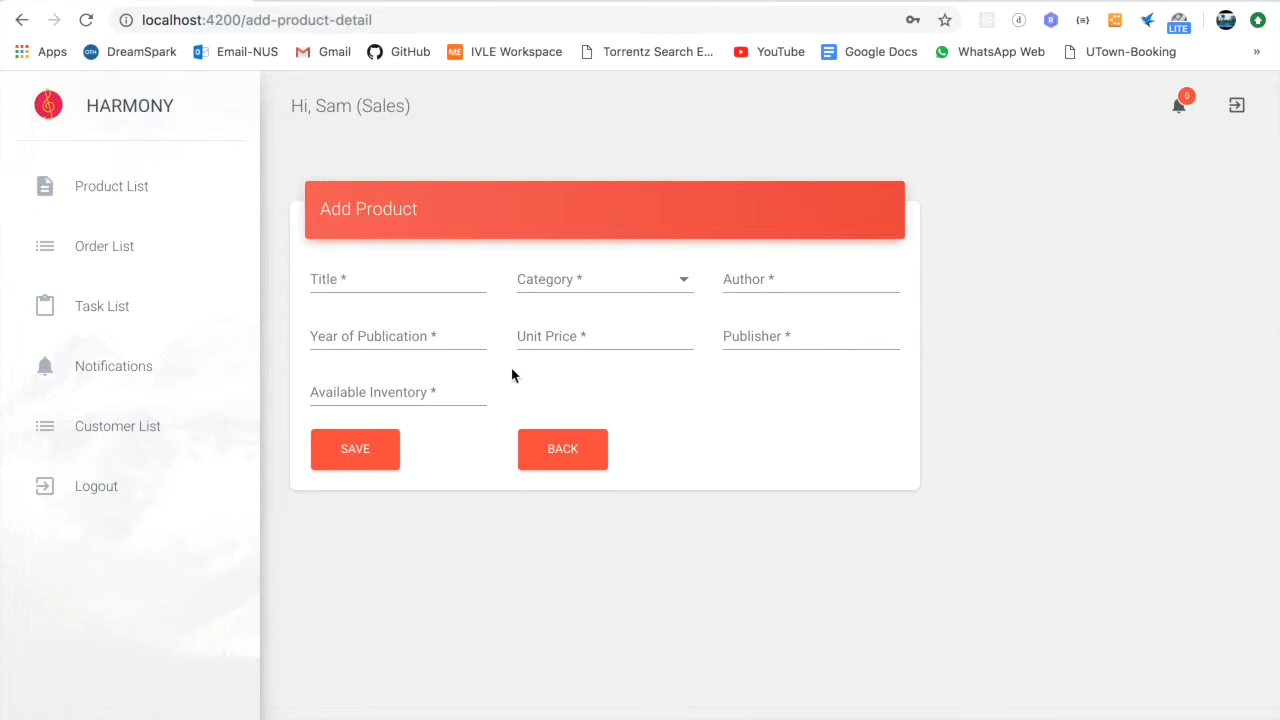 localhost:4200/add-product-detail
LITE
Apps DreamSpark Email-NUS Gmail GitHub ME IVLE Workspace Torrentz Search E... YouTube Google Docs WhatsApp Web UTown-Booking »
HARMONY
Hi, Sam (Sales)
0
Product List
Order List
Task List
Notifications
Customer List
Logout
Add Product
Title * Category * Author *
Year of Publication * Unit Price * Publisher *
Available Inventory *
SAVE BACK